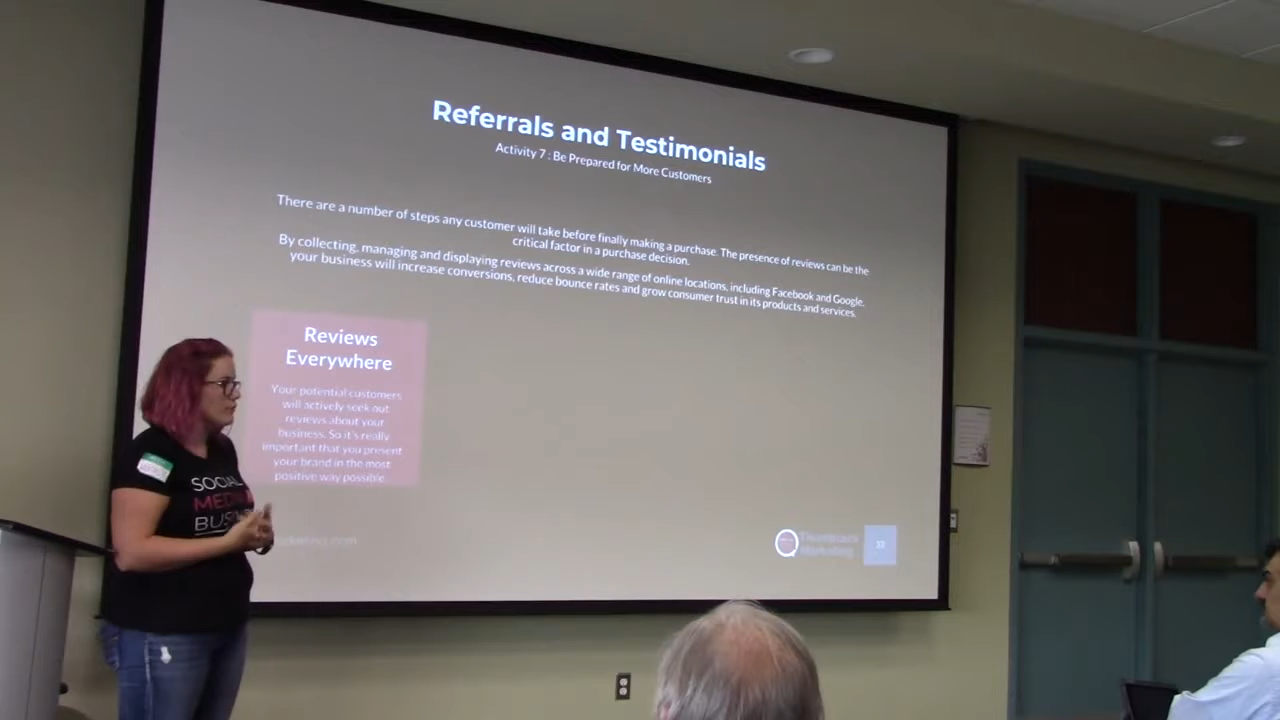 Referrals and Testimonials
Activity 7 : Be Prepared for More Customers
There are a number of steps any customer will take before finally making a purchase. The presence of reviews can be the
critical factor in a purchase decision.
By collecting, managing and displaying reviews across a wide range of online locations, including Facebook and Google,
your business will increase conversions, reduce bounce rates and grow consumer trust in its products and services.
Reviews
Everywhere
Your potential customers
will actively seek out
reviews about your
business. So it's really
important that you present
your brand in the most
positive way possible.
SOCIAL
Marketing